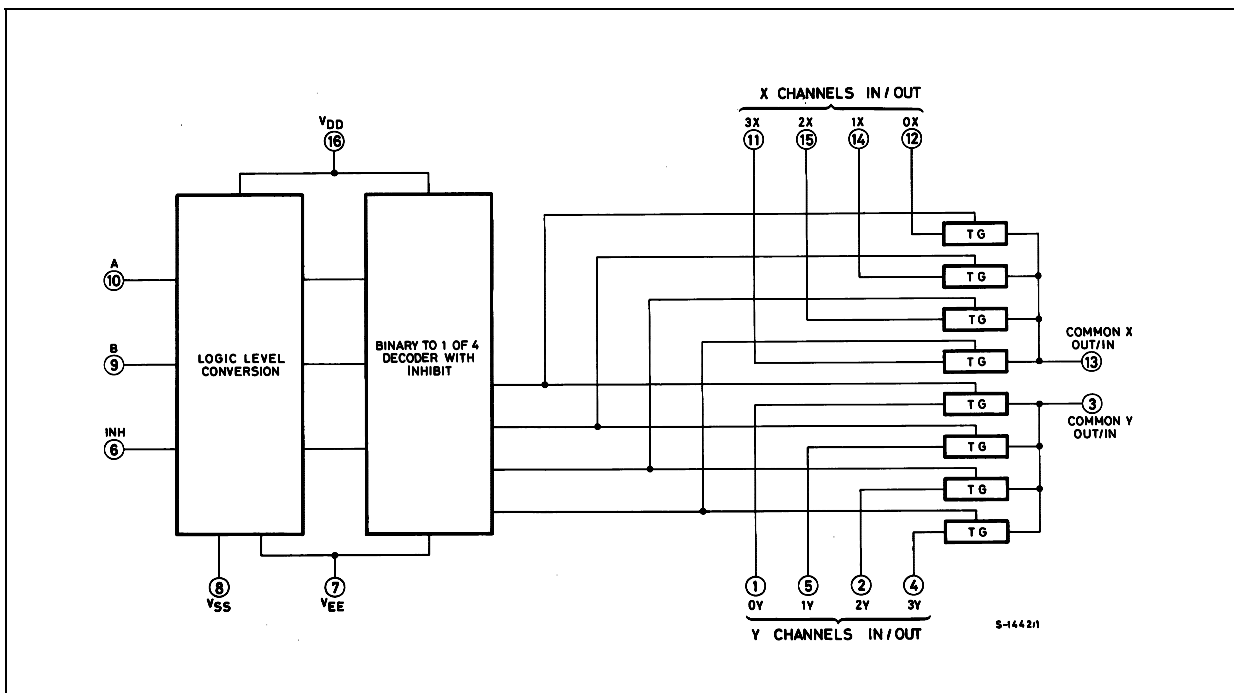 X CHANNELS IN / OUT
3X 2X 1X 0X
11 15 14 12
VDD
16
TG
A
10
TG
TG
B
9
LOGIC LEVEL
CONVERSION
BINARY TO 1 OF 4
DECODER WITH
INHIBIT
TG
COMMON X
OUT/IN
13
TG
3
COMMON Y
OUT/IN
INH
6
TG
TG
TG
8
VSS
7
VEE
1 5 2 4
0Y 1Y 2Y 3Y
Y CHANNELS IN / OUT
S-1442/1